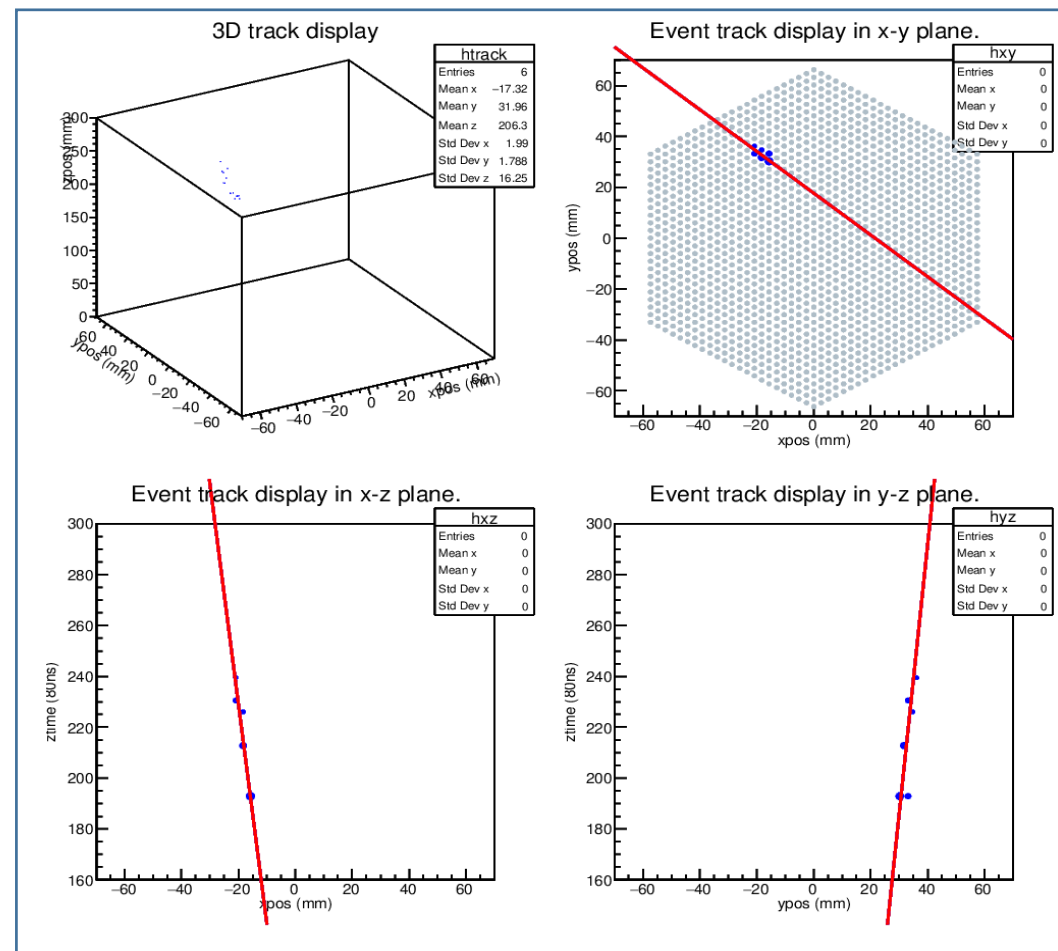 3D track display
htrack
Entries 6
Mean x −17.32
Mean y 31.96
Mean z 206.3
Std Dev x 1.99
Std Dev y 1.788
Std Dev z 16.25
zpos (mm)
300
250
200
150
100
50
0
60
40
20
0
−20
−40
−60
ypos (mm)
−60
−40
−20
0
20
40
60
xpos (mm)
Event track display in x-y plane.
hxy
Entries 0
Mean x 0
Mean y 0
Std Dev x 0
Std Dev y 0
ypos (mm)
60
40
20
0
−20
−40
−60
−60 −40 −20 0 20 40 60
xpos (mm)
Event track display in x-z plane.
hxz
Entries 0
Mean x 0
Mean y 0
Std Dev x 0
Std Dev y 0
ztime (80ns)
300
280
260
240
220
200
180
160
−60 −40 −20 0 20 40 60
xpos (mm)
Event track display in y-z plane.
hyz
Entries 0
Mean x 0
Mean y 0
Std Dev x 0
Std Dev y 0
ztime (80ns)
300
280
260
240
220
200
180
160
−60 −40 −20 0 20 40 60
ypos (mm)